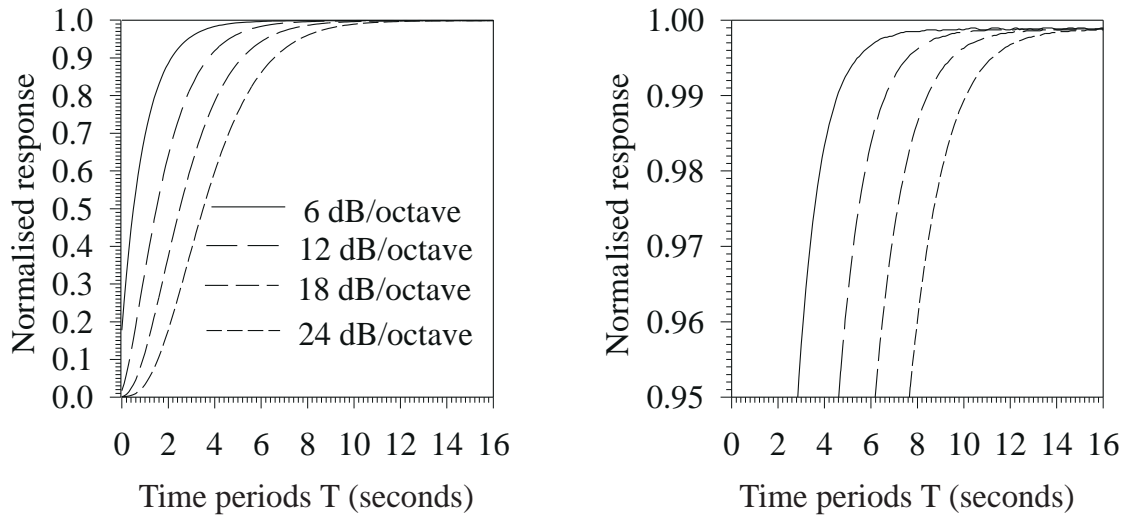 Normalised response
1.0
0.9
0.8
0.7
0.6
0.5
0.4
0.3
0.2
0.1
0.0
6 dB/octave
12 dB/octave
18 dB/octave
24 dB/octave
0 2 4 6 8 10 12 14 16
Time periods T (seconds)
Normalised response
1.00
0.99
0.98
0.97
0.96
0.95
0 2 4 6 8 10 12 14 16
Time periods T (seconds)